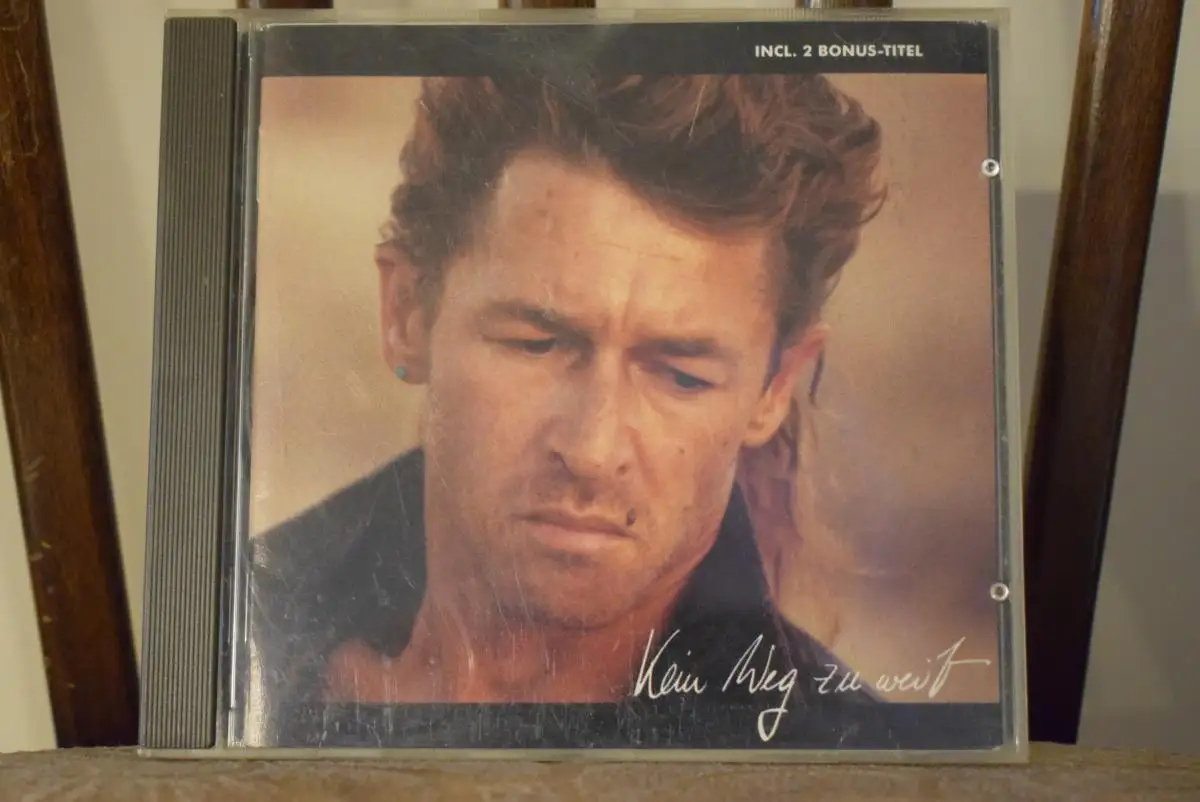 INCL. 2 BONUS-TITEL
Kein Weg zu weit